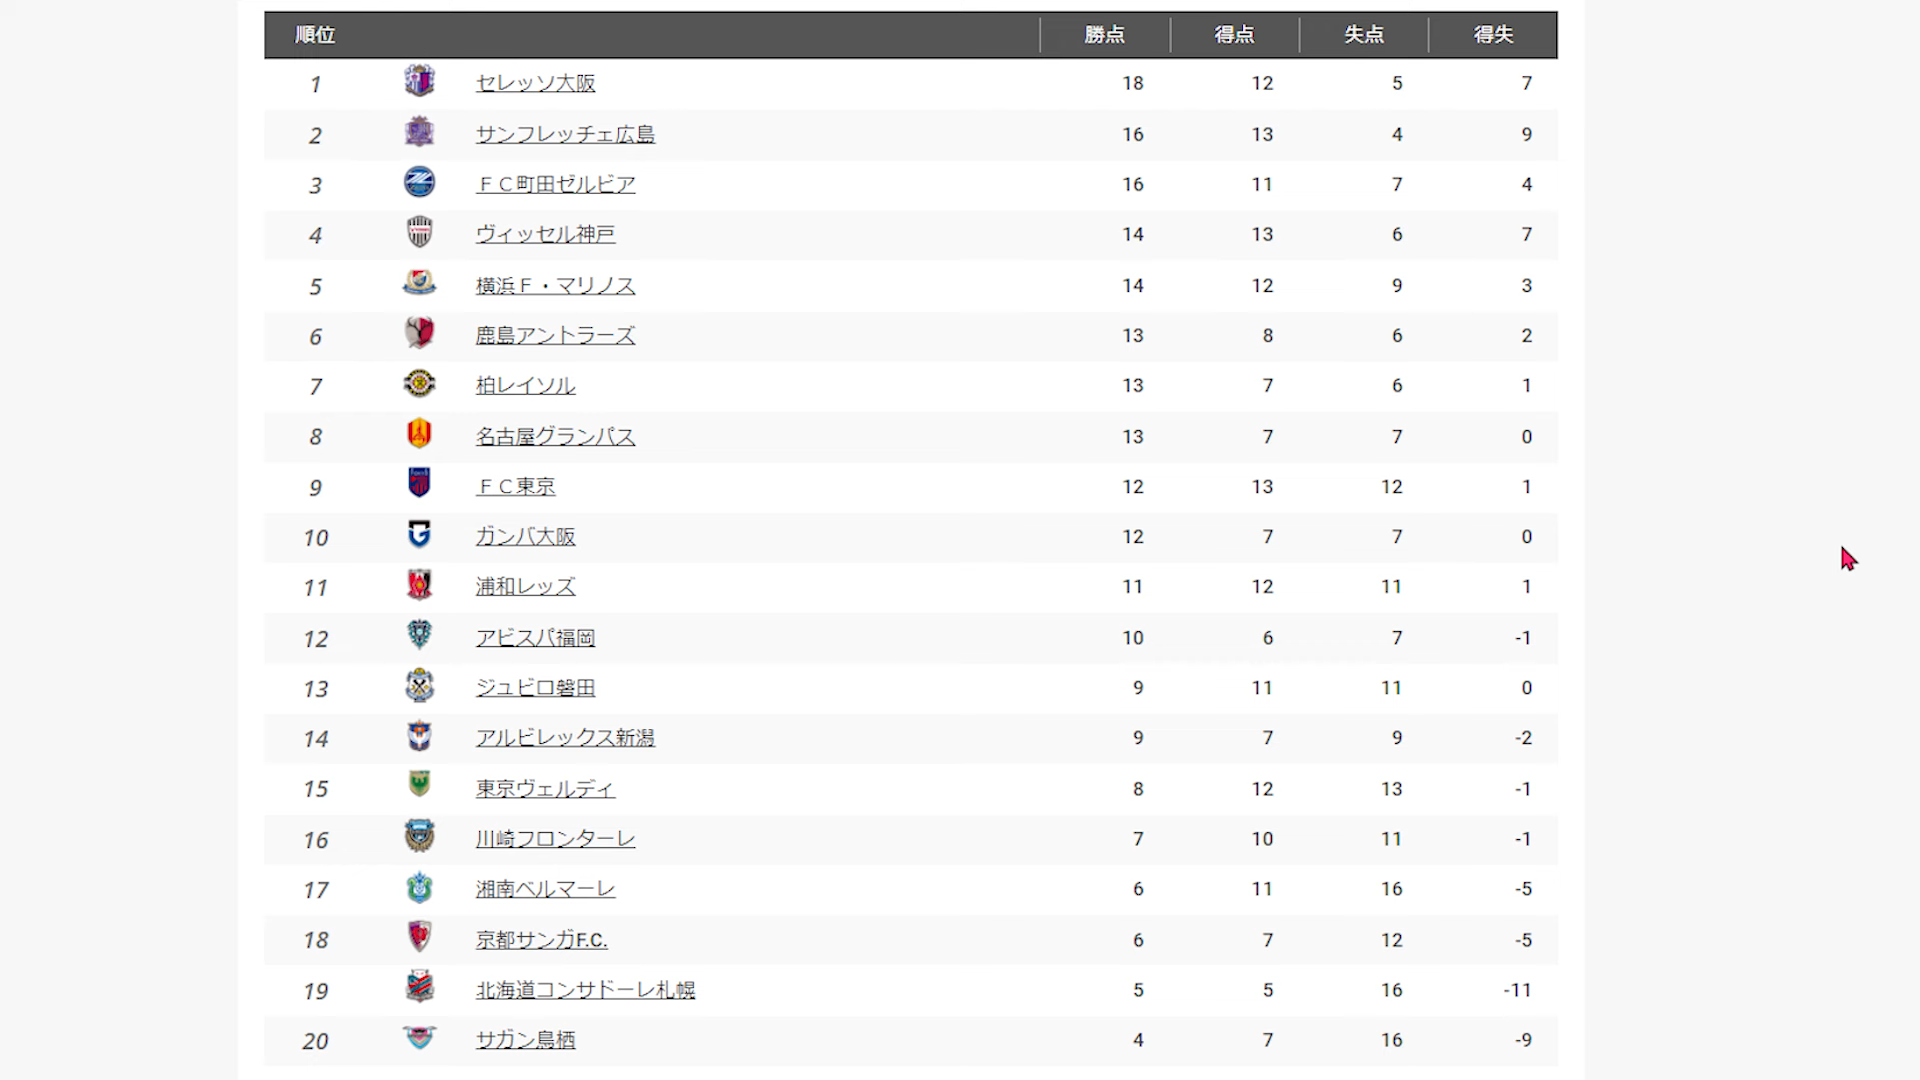 順位 勝点 得点 失点 得失
1 セレッソ大阪 18 12 5 7
2 サンフレッチェ広島 16 13 4 9
3 ＦＣ町田ゼルビア 16 11 7 4
4 ヴィッセル神戸 14 13 6 7
5 横浜Ｆ・マリノス 14 12 9 3
6 鹿島アントラーズ 13 8 6 2
7 柏レイソル 13 7 6 1
8 名古屋グランパス 13 7 7 0
9 ＦＣ東京 12 13 12 1
10 ガンバ大阪 12 7 7 0
11 浦和レッズ 11 12 11 1
12 アビスパ福岡 10 6 7 -1
13 ジュビロ磐田 9 11 11 0
14 アルビレックス新潟 9 7 9 -2
15 東京ヴェルディ 8 12 13 -1
16 川崎フロンターレ 7 10 11 -1
17 湘南ベルマーレ 6 11 16 -5
18 京都サンガF.C. 6 7 12 -5
19 北海道コンサドーレ札幌 5 5 16 -11
20 サガン鳥栖 4 7 16 -9